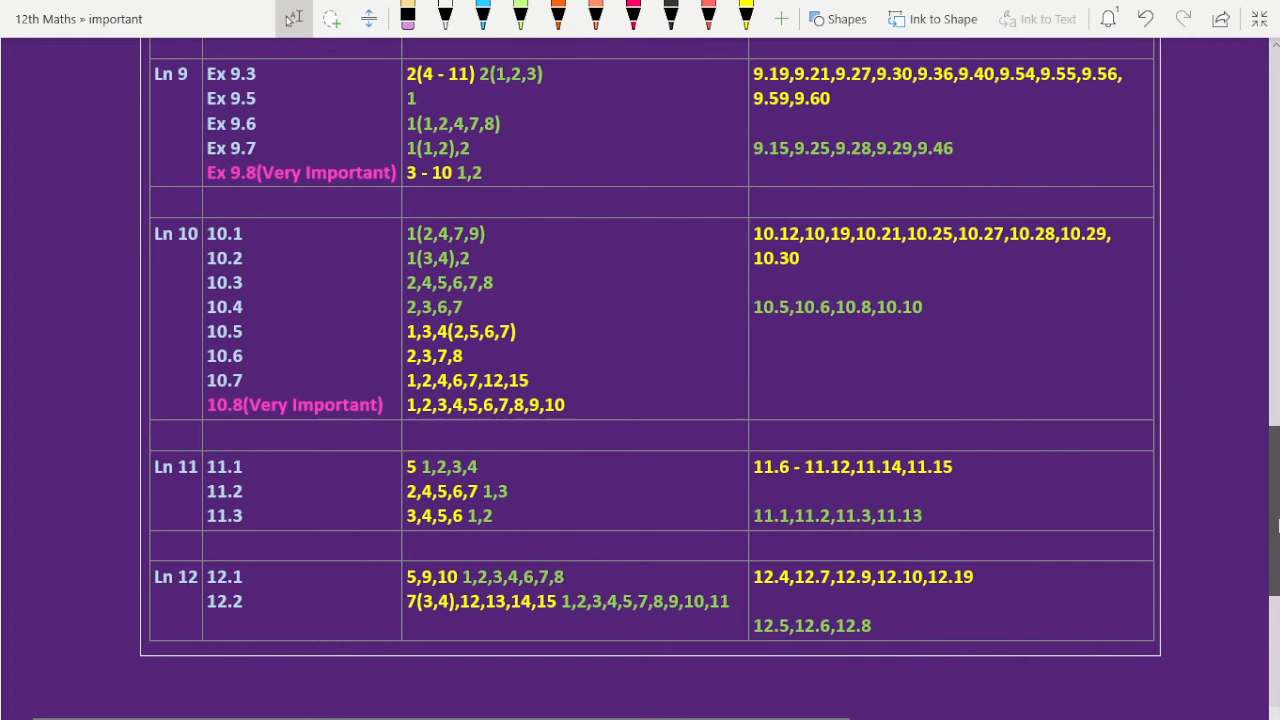 12th Maths » important
Shapes
Ink to Shape
Ink to Text
Ln 9 Ex 9.3 2(4 - 11) 2(1,2,3) 9.19,9.21,9.27,9.30,9.36,9.40,9.54,9.55,9.56,
Ex 9.5 1 9.59,9.60
Ex 9.6 1(1,2,4,7,8)
Ex 9.7 1(1,2),2 9.15,9.25,9.28,9.29,9.46
Ex 9.8(Very Important) 3 - 10 1,2
Ln 10 10.1 1(2,4,7,9) 10.12,10,19,10.21,10.25,10.27,10.28,10.29,
10.2 1(3,4),2 10.30
10.3 2,4,5,6,7,8
10.4 2,3,6,7 10.5,10.6,10.8,10.10
10.5 1,3,4(2,5,6,7)
10.6 2,3,7,8
10.7 1,2,4,6,7,12,15
10.8(Very Important) 1,2,3,4,5,6,7,8,9,10
Ln 11 11.1 5 1,2,3,4 11.6 - 11.12,11.14,11.15
11.2 2,4,5,6,7 1,3
11.3 3,4,5,6 1,2 11.1,11.2,11.3,11.13
Ln 12 12.1 5,9,10 1,2,3,4,6,7,8 12.4,12.7,12.9,12.10,12.19
12.2 7(3,4),12,13,14,15 1,2,3,4,5,7,8,9,10,11
12.5,12.6,12.8